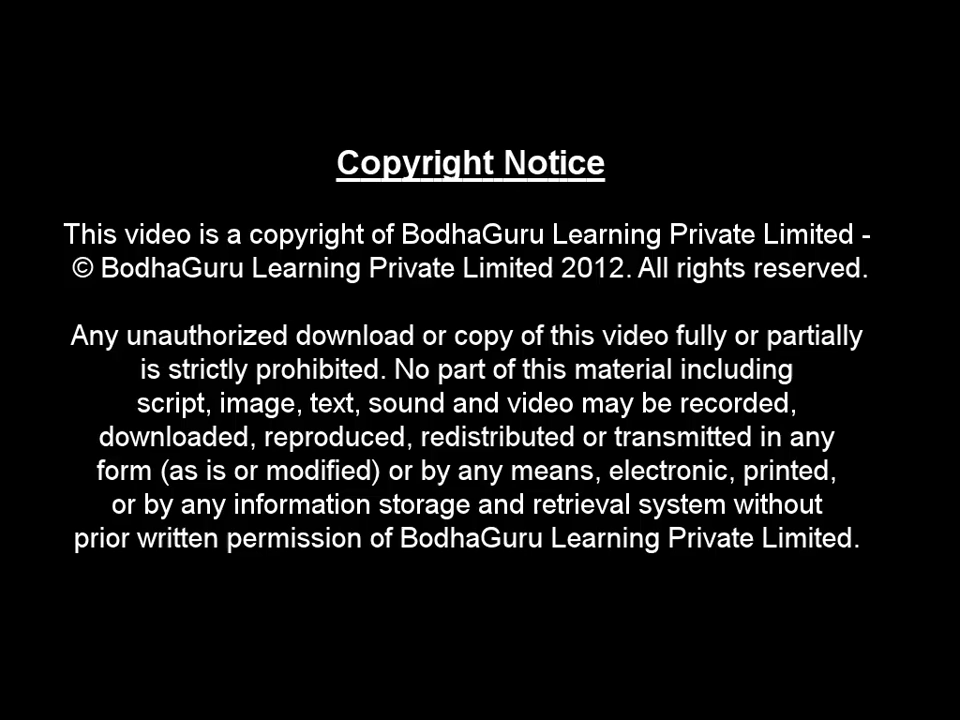 Copyright Notice
This video is a copyright of BodhaGuru Learning Private Limited -
© BodhaGuru Learning Private Limited 2012. All rights reserved.
Any unauthorized download or copy of this video fully or partially
is strictly prohibited. No part of this material including
script, image, text, sound and video may be recorded,
downloaded, reproduced, redistributed or transmitted in any
form (as is or modified) or by any means, electronic, printed,
or by any information storage and retrieval system without
prior written permission of BodhaGuru Learning Private Limited.